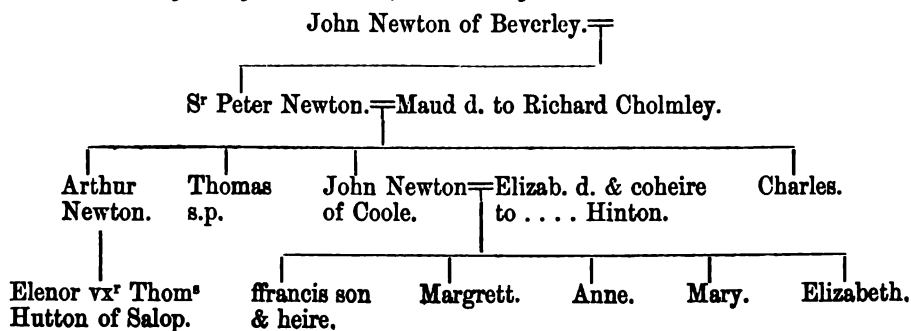 John Newton of Beverley.
Sr Peter Newton. Maud d. to Richard Cholmley.
Arthur Newton.
Thomas s.p.
John Newton of Coole.
Elizab. d. & coheire to .... Hinton.
Charles.
Elenor vxr Thoms Hutton of Salop.
ffrancis son & heire.
Margrett.
Anne.
Mary.
Elizabeth.